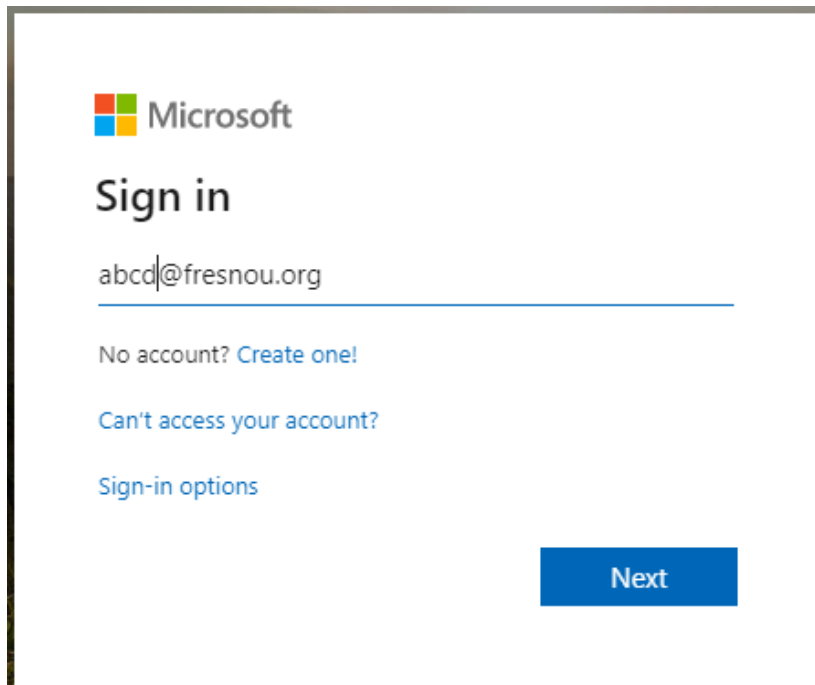 Microsoft
Sign in
abcd@fresnou.org
No account? Create one!
Can't access your account?
Sign-in options
Next